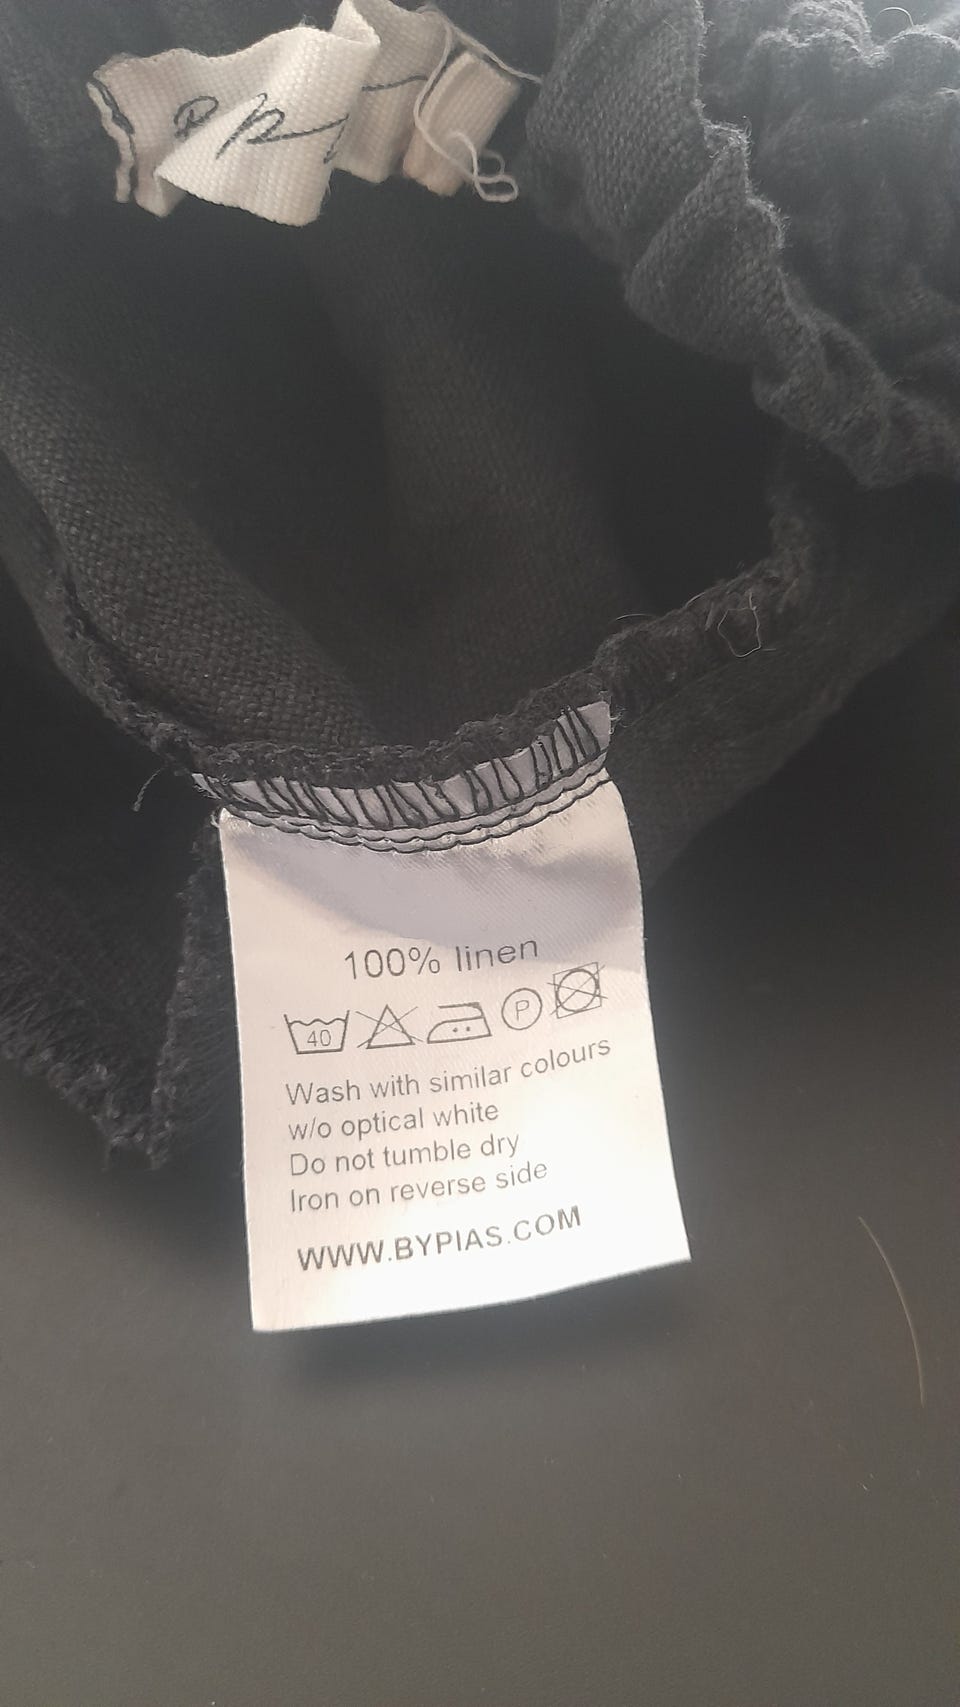 100% linen
40 P
Wash with similar colours
w/o optical white
Do not tumble dry
Iron on reverse side
WWW.BYPIAS.COM